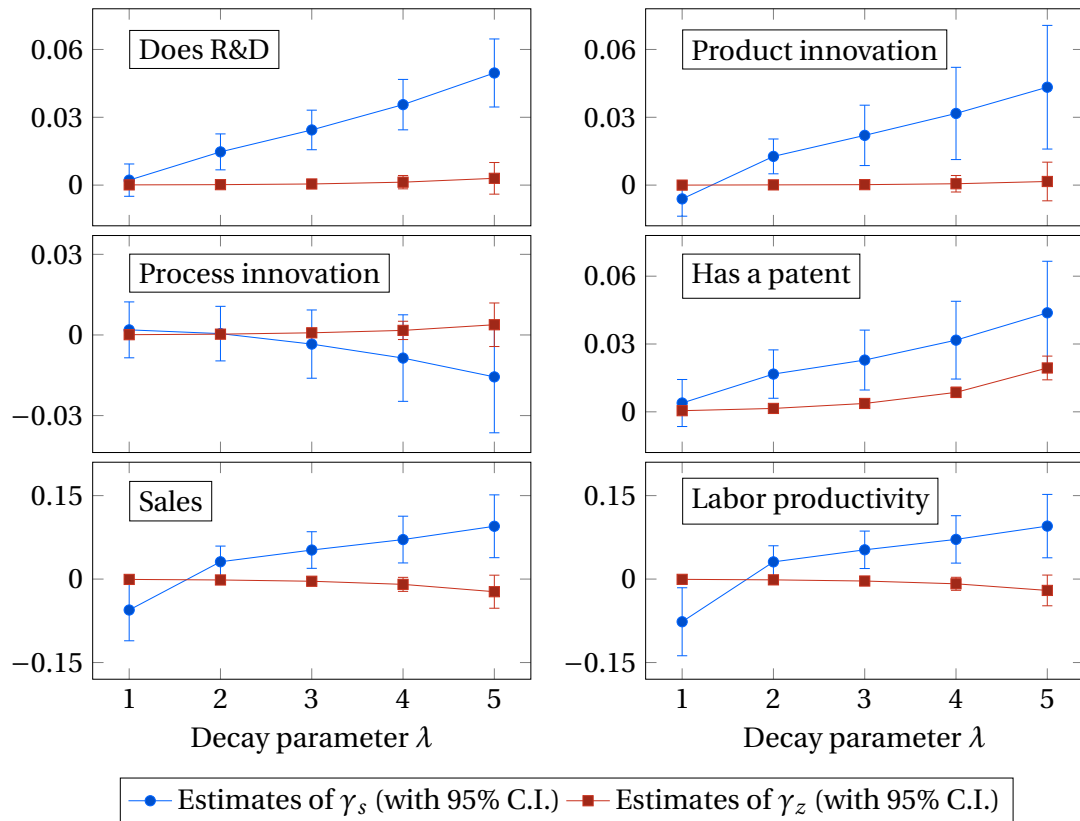 Does R&D
Product innovation
0.06
0.03
0
0.06
0.03
0
Process innovation
Has a patent
0.03
0
−0.03
0.06
0.03
0
Sales
Labor productivity
0.15
0
−0.15
0.15
0
−0.15
1 2 3 4 5
1 2 3 4 5
Decay parameter λ
Decay parameter λ
Estimates of γs (with 95% C.I.) Estimates of γz (with 95% C.I.)